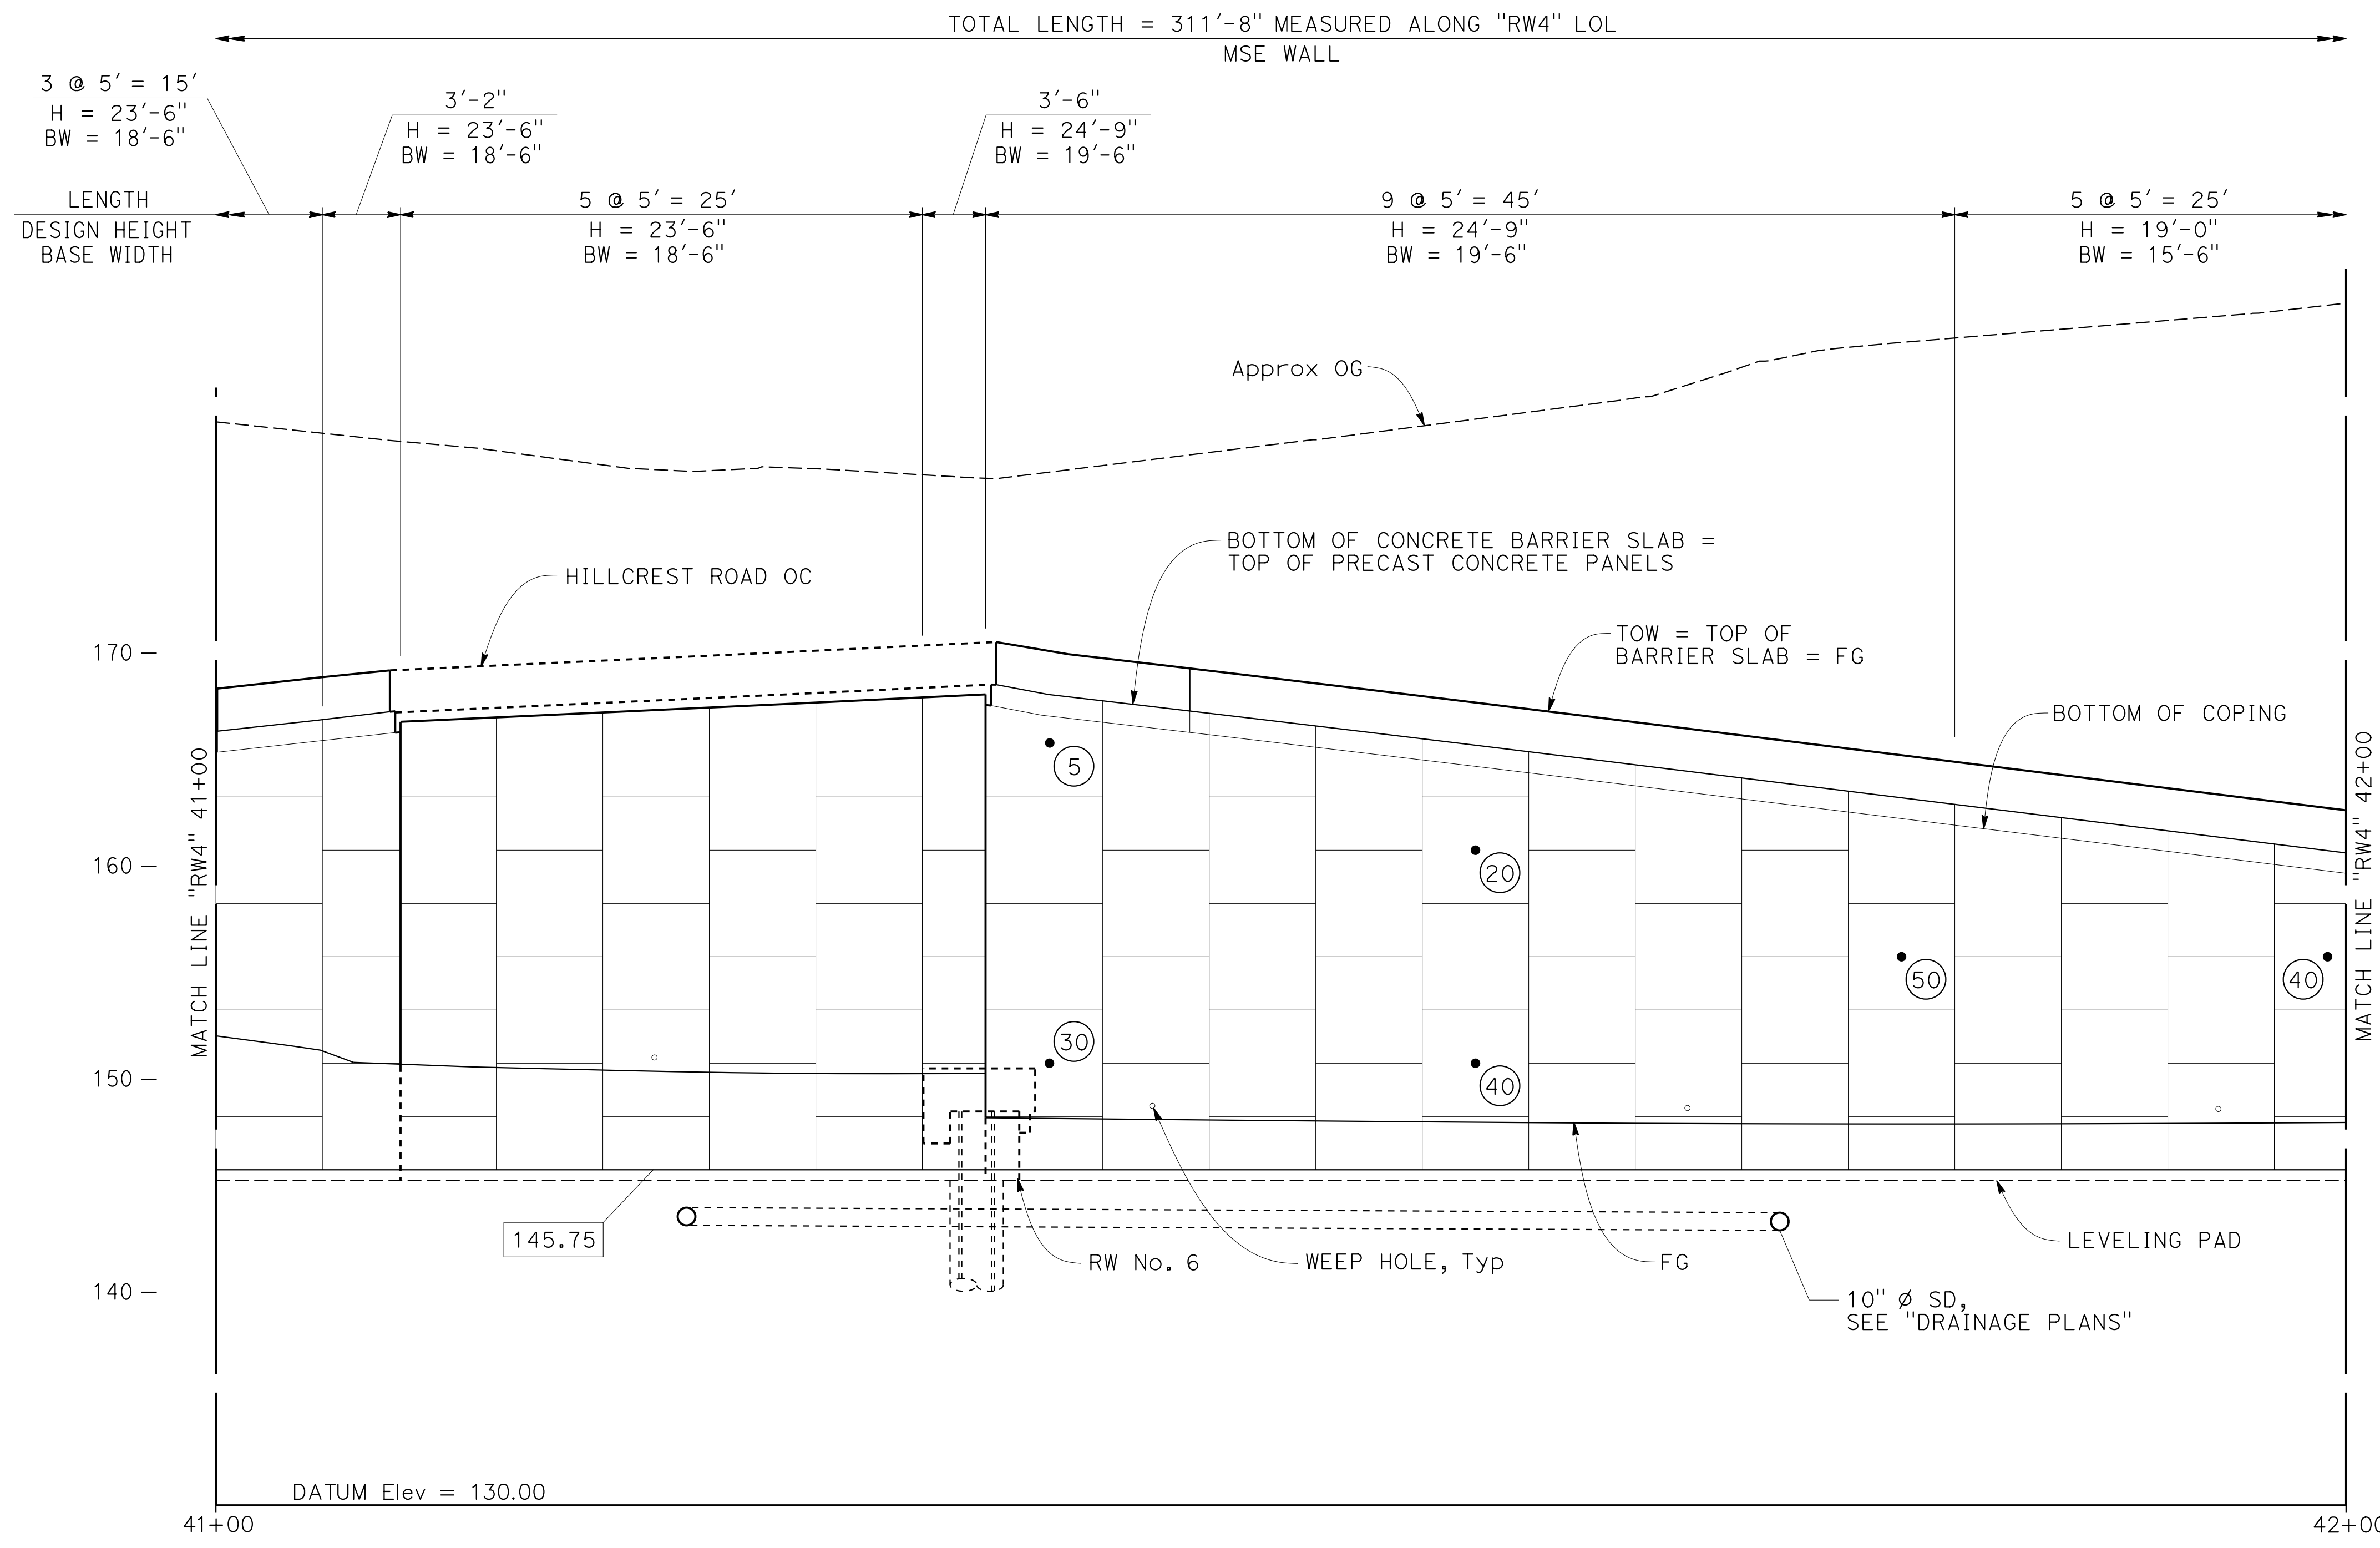 TOTAL LENGTH = 311'-8" MEASURED ALONG "RW4" LOL
MSE WALL
3 @ 5' = 15'
H = 23'-6"
BW = 18'-6"
3'-2"
H = 23'-6"
BW = 18'-6"
3'-6"
H = 24'-9"
BW = 19'-6"
LENGTH
DESIGN HEIGHT
BASE WIDTH
5 @ 5' = 25'
H = 23'-6"
BW = 18'-6"
9 @ 5' = 45'
H = 24'-9"
BW = 19'-6"
5 @ 5' = 25'
H = 19'-0"
BW = 15'-6"
Approx OG
HILLCREST ROAD OC
BOTTOM OF CONCRETE BARRIER SLAB =
TOP OF PRECAST CONCRETE PANELS
TOW = TOP OF
BARRIER SLAB = FG
BOTTOM OF COPING
170
160
150
140
MATCH LINE "RW4" 41+00
MATCH LINE "RW4" 42+00
5
20
50
40
30
40
145.75
RW No. 6
WEEP HOLE, Typ
FG
LEVELING PAD
10" Ø SD,
SEE "DRAINAGE PLANS"
DATUM Elev = 130.00
41+00
42+00